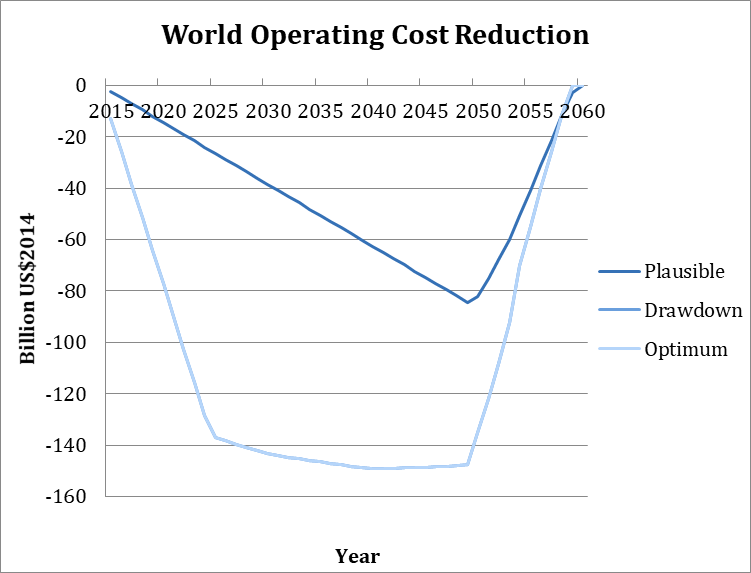 World Operating Cost Reduction
0
2015 2020 2025 2030 2035 2040 2045 2050 2055 2060
-20
-40
-60
-80
-100
-120
-140
-160
Billion US$2014
Plausible
Drawdown
Optimum
Year